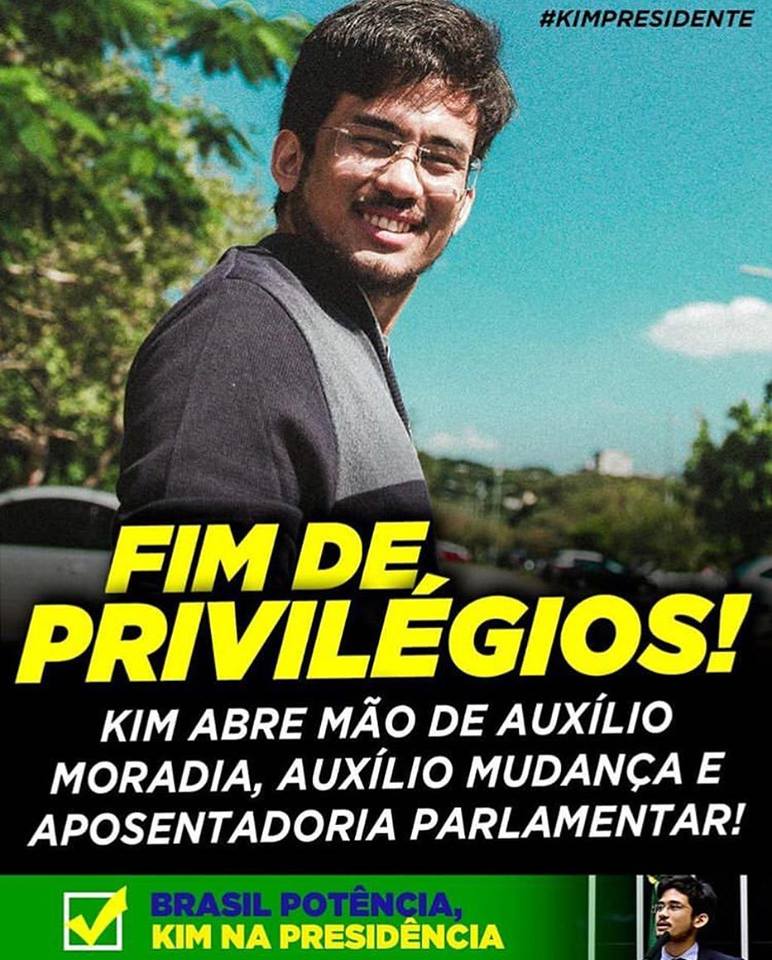 #KIMPRESIDENTE
FIM DE
PRIVILÉGIOS!
KIM ABRE MÃO DE AUXÍLIO
MORADIA, AUXÍLIO MUDANÇA E
APOSENTADORIA PARLAMENTAR!
BRASIL POTÊNCIA,
KIM NA PRESIDÊNCIA